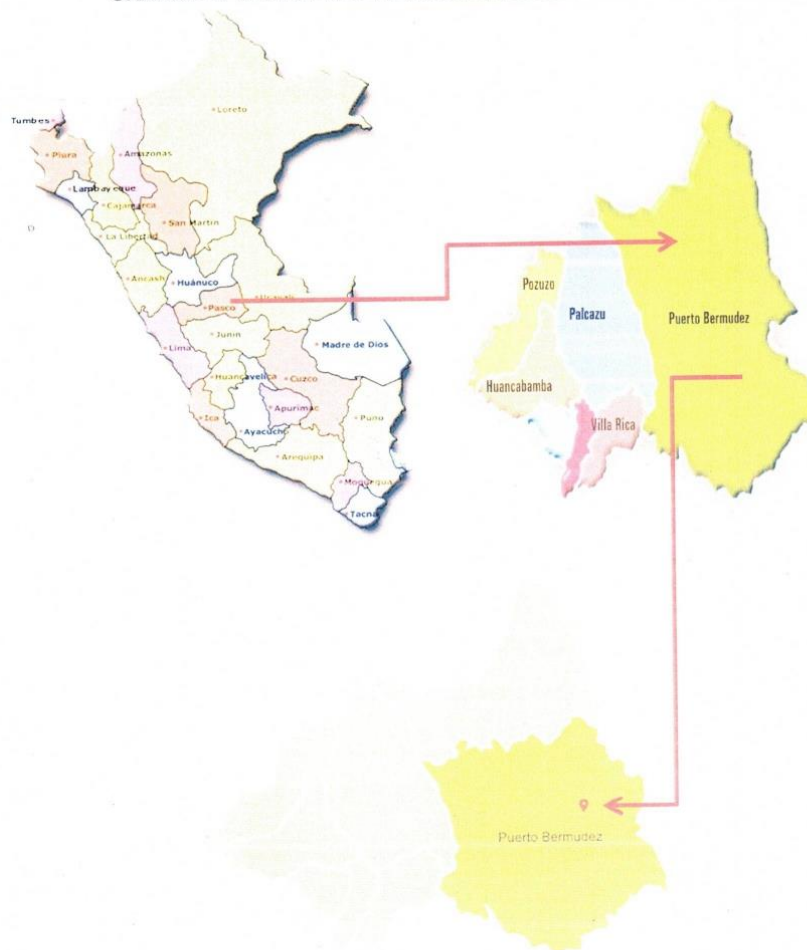 Loreto
Tumbes
Piura
Amazonas
Lambayeque
Cajamarca
San Martin
La Libertad
Ancash
Huánuco
Ucayali
Pasco
Junin
Lima
Madre de Dios
Huancavelica
Cuzco
Apurimac
Ica
Ayacucho
Puno
Arequipa
Moquegua
Tacna
Pozuzo
Palcazu
Puerto Bermudez
Huancabamba
Villa Rica
Puerto Bermudez